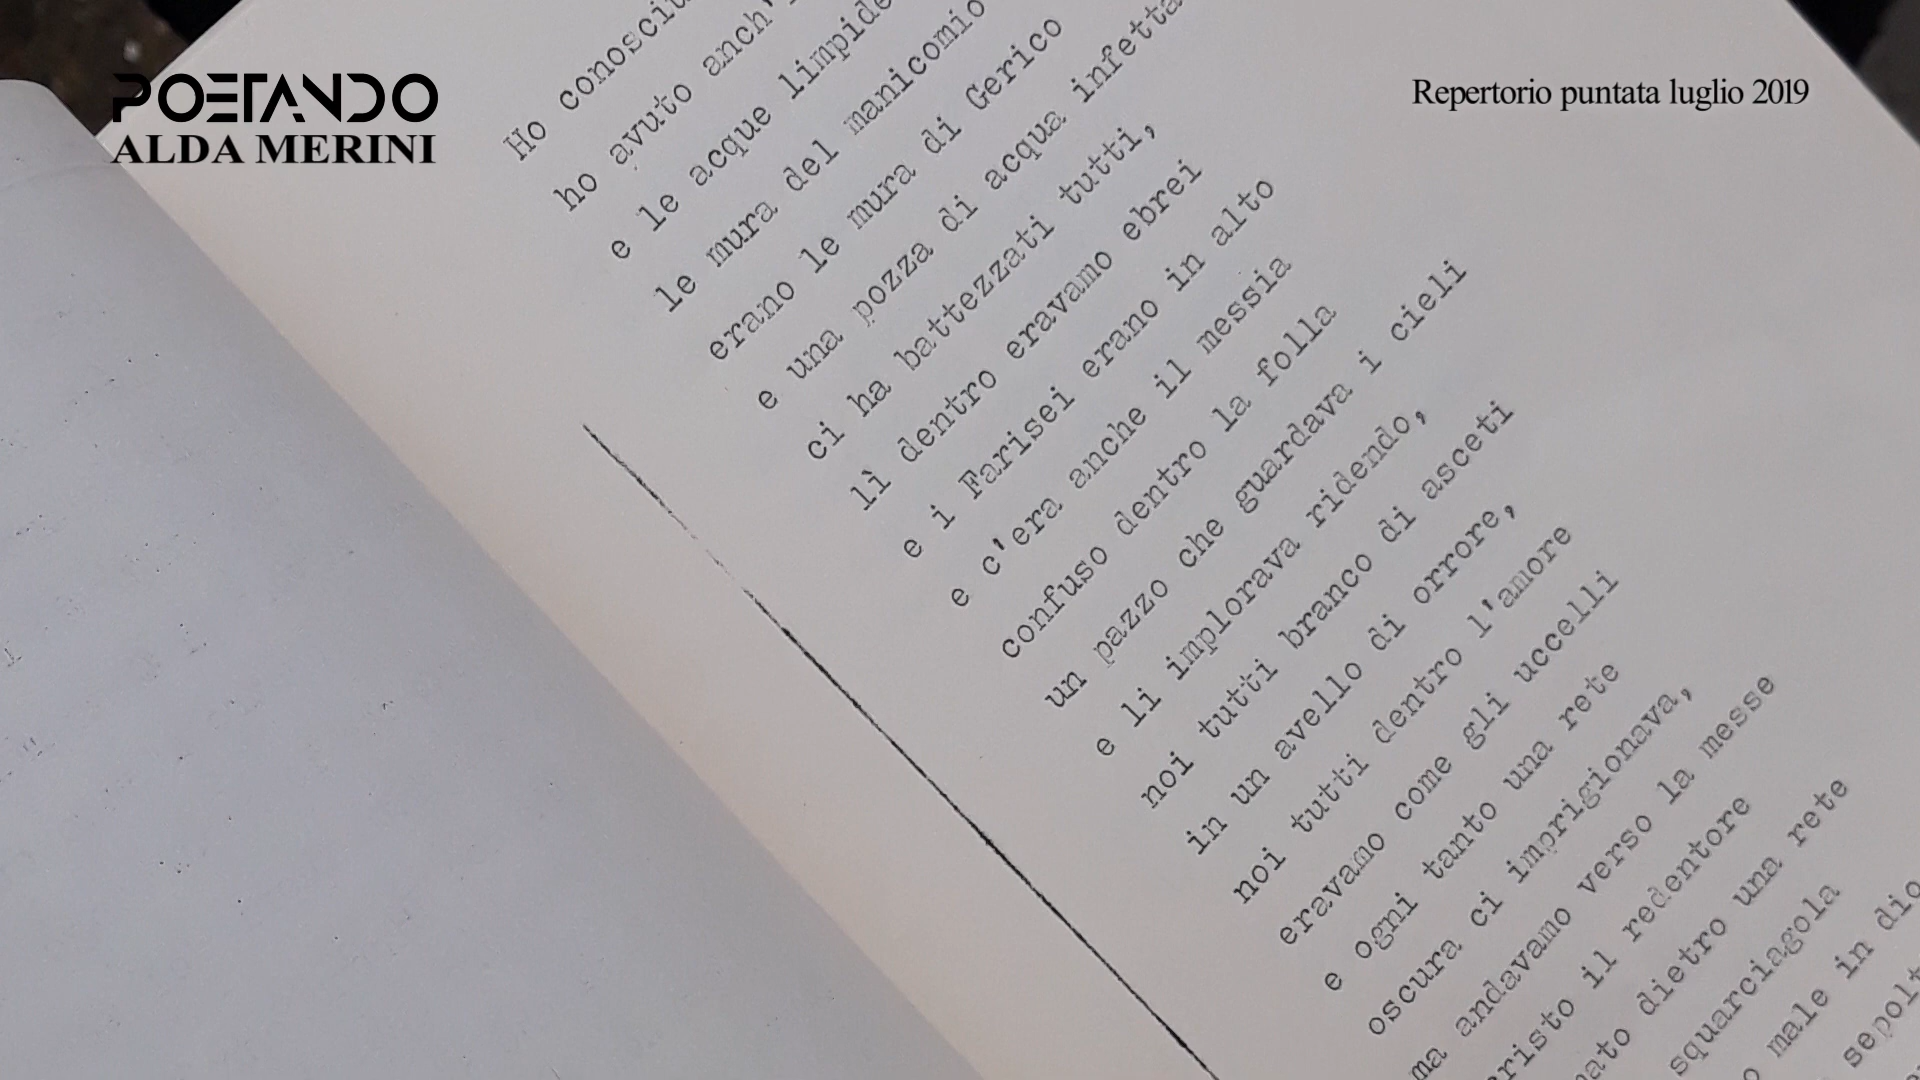 POETANDO
ALDA MERINI
Repertorio puntata luglio 2019
Ho
ho avuto anch'
e le acque limpide
le mura del manicomio
erano le mura di Gerico
e una pozza di acqua infetta
ci ha battezzati tutti,
lì dentro eravamo ebrei
e i Farisei erano in alto
e c'era anche il messia
confuso dentro la folla
un pazzo che guardava i cieli
e li implorava ridendo,
noi tutti branco di asceti
in un avello di orrore,
noi tutti dentro l'amore
eravamo come gli uccelli
e ogni tanto una rete
oscura ci imprigionava,
ma andavamo verso la messe
risto il redentore
nato dietro una rete
squarciagola
o male in dio
sepolt